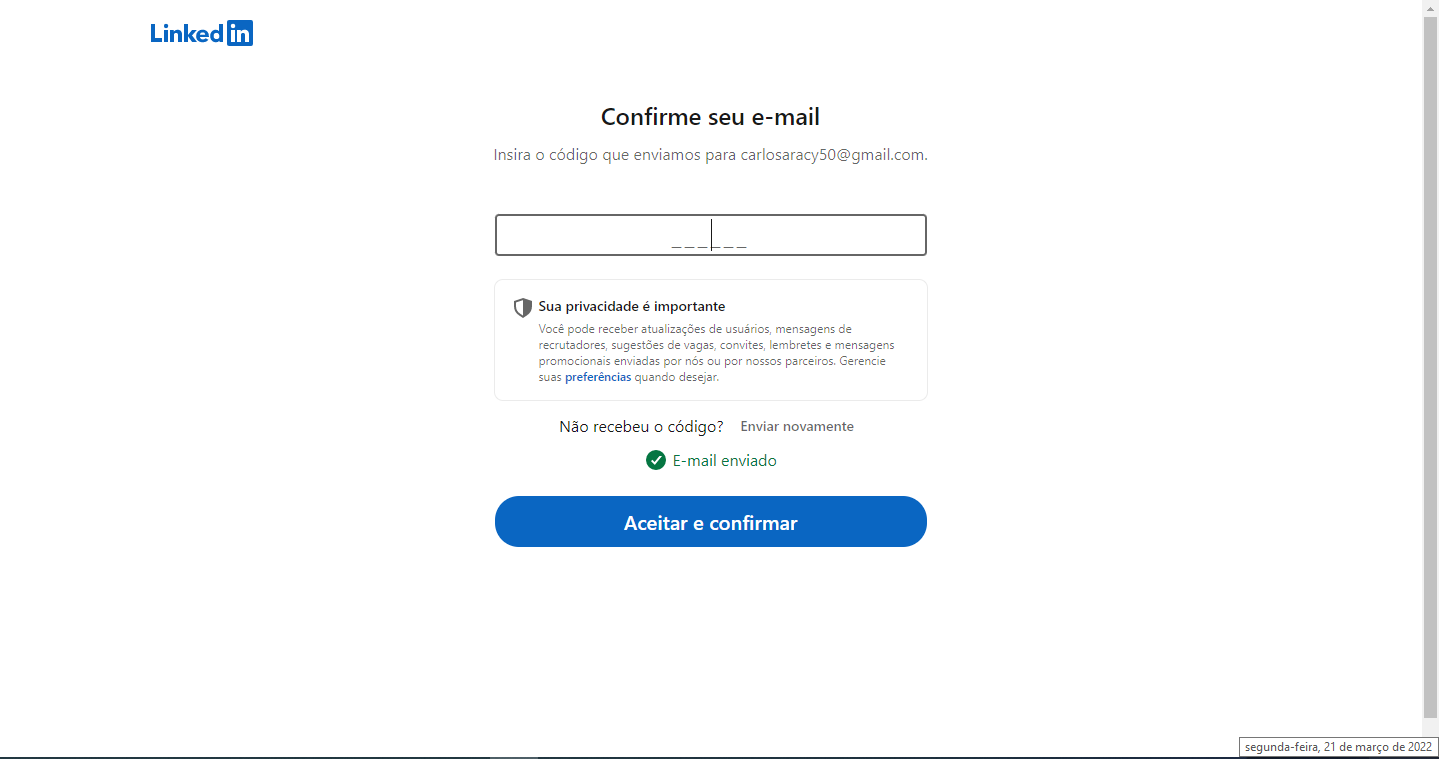 Linked in
Confirme seu e-mail
Insira o código que enviamos para carlosaracy50@gmail.com.
______
Sua privacidade é importante
Você pode receber atualizações de usuários, mensagens de
recrutadores, sugestões de vagas, convites, lembretes e mensagens
promocionais enviadas por nós ou por nossos parceiros. Gerencie
suas preferências quando desejar.
Não recebeu o código? Enviar novamente
E-mail enviado
Aceitar e confirmar
segunda-feira, 21 de março de 2022